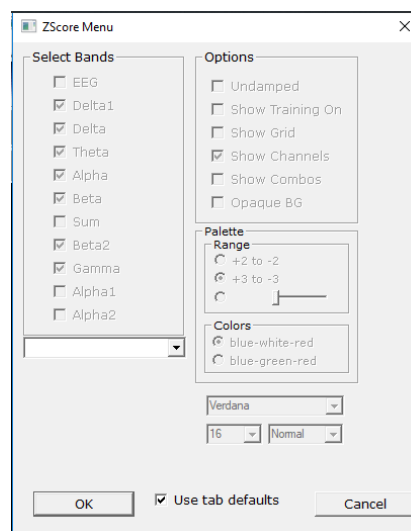 ZScore Menu
Select Bands
EEG
Delta1
Delta
Theta
Alpha
Beta
Sum
Beta2
Gamma
Alpha1
Alpha2
Options
Undamped
Show Training On
Show Grid
Show Channels
Show Combos
Opaque BG
Palette
Range
+2 to -2
+3 to -3
Colors
blue-white-red
blue-green-red
Verdana
16 Normal
OK Use tab defaults Cancel